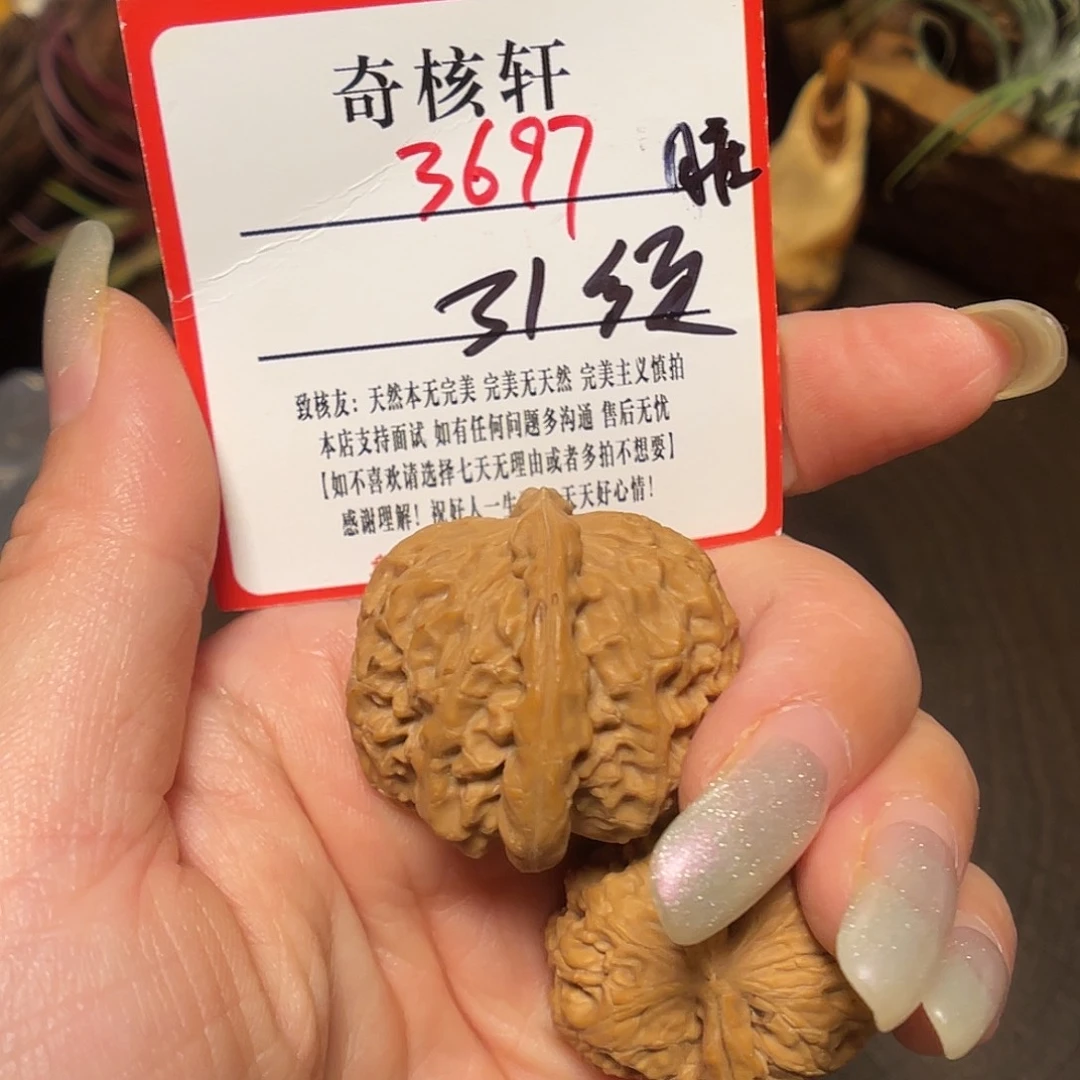 奇核轩
3697
31
致核友：天然本无完美 完美无天然 完美主义慎拍
本店支持面试 如有任何问题多沟通 售后无忧
【如不喜欢请选择七天无理由或者多拍不想要】
感谢理解！祝好人一生 天天好心情！